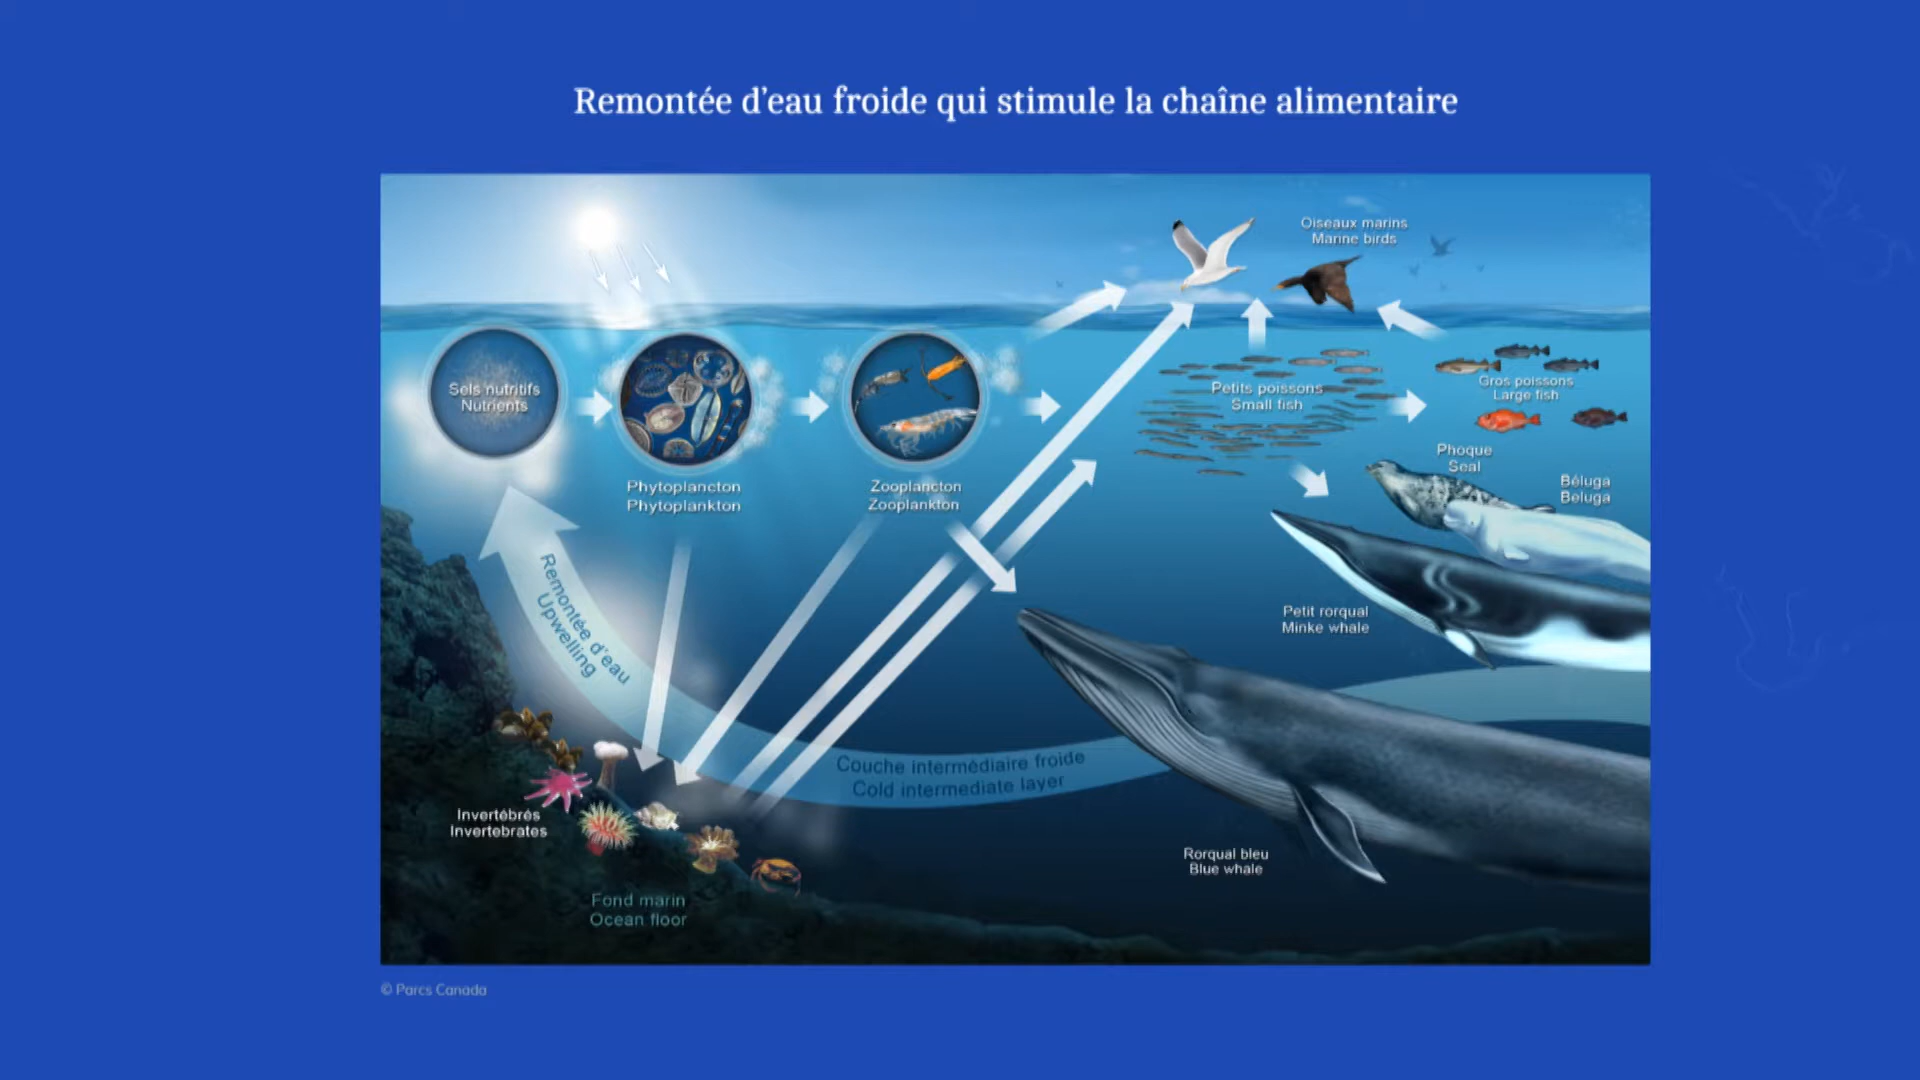 Remontée d'eau froide qui stimule la chaîne alimentaire
Oiseaux marins
Marine birds
Sels nutritifs
Nutrients
Petits poissons
Small fish
Gros poissons
Large fish
Phytoplancton
Phytoplankton
Zooplancton
Zooplankton
Phoque
Seal
Béluga
Beluga
Remontée d'eau
Upwelling
Petit rorqual
Minke whale
Couche intermédiaire froide
Cold intermediate layer
Invertébrés
Invertebrates
Rorqual bleu
Blue whale
Fond marin
Ocean floor
© Parcs Canada